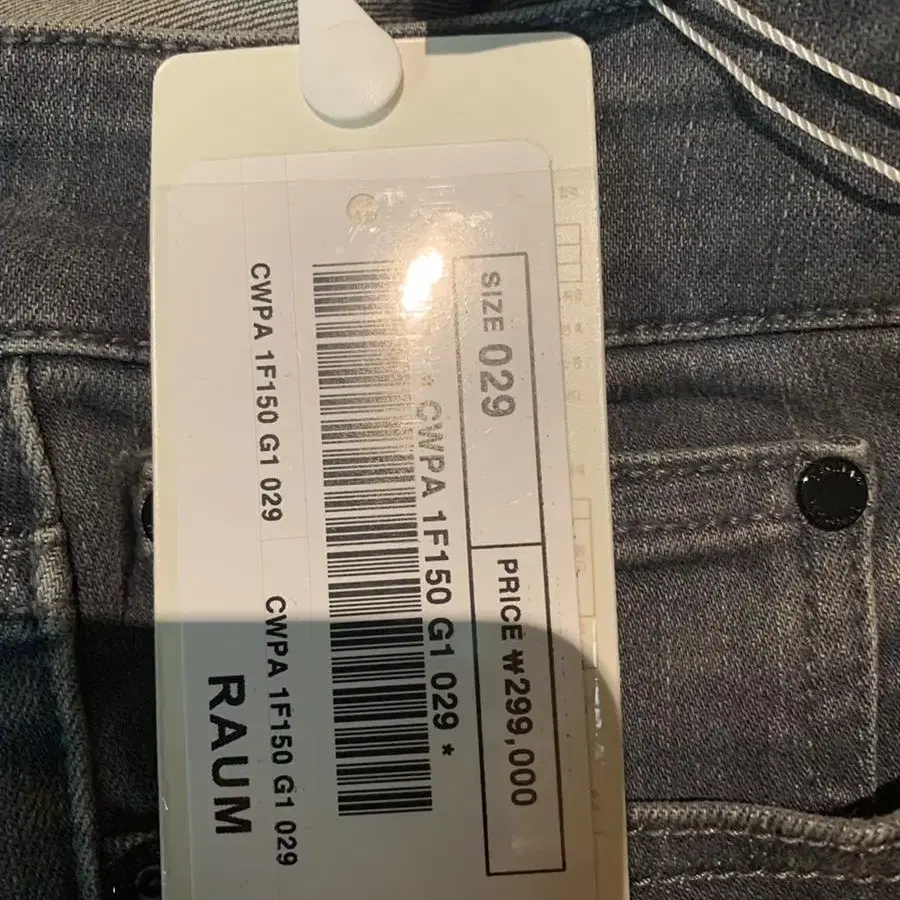 SIZE 029
PRICE ₩299,000
* CWPA 1F150 G1 029 *
CWPA 1F150 G1 029
CWPA 1F150 G1 029
RAUM